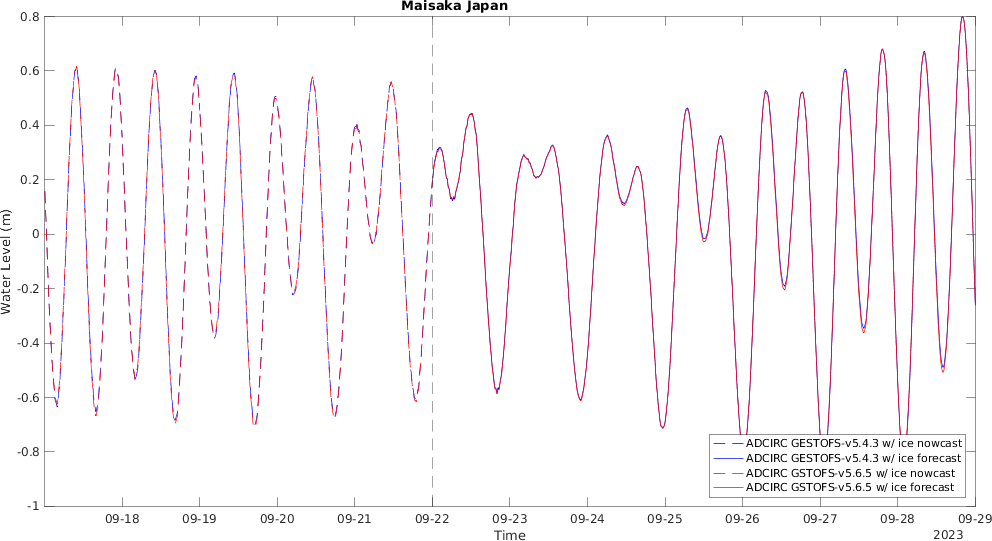 Maisaka Japan
0.8
0.6
0.4
0.2
0
-0.2
-0.4
-0.6
-0.8
-1
Water Level (m)
ADCIRC GESTOFS-v5.4.3 w/ ice nowcast
ADCIRC GESTOFS-v5.4.3 w/ ice forecast
ADCIRC GSTOFS-v5.6.5 w/ ice nowcast
ADCIRC GSTOFS-v5.6.5 w/ ice forecast
09-18 09-19 09-20 09-21 09-22 09-23 09-24 09-25 09-26 09-27 09-28 09-29
Time
2023